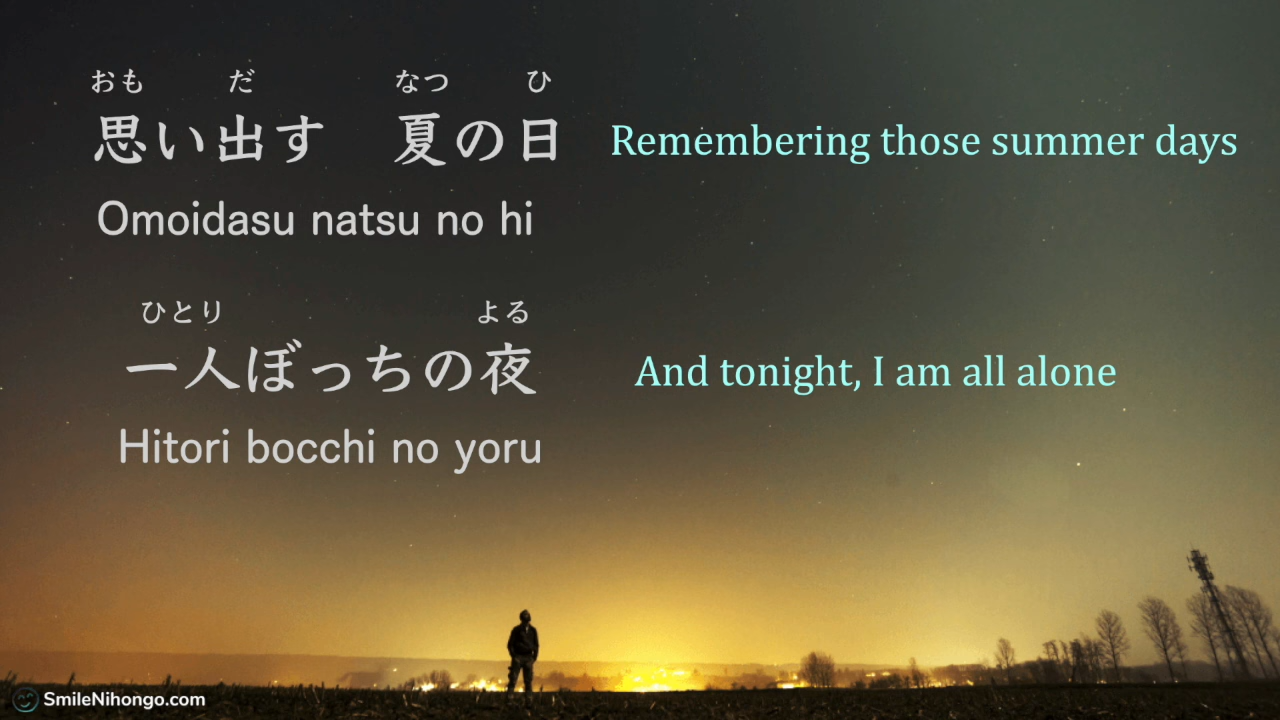 おも だ なつ ひ
思い出す 夏の日
Remembering those summer days
Omoidasu natsu no hi
ひとり よる
一人ぼっちの夜
And tonight, I am all alone
Hitori bocchi no yoru
SmileNihongo.com